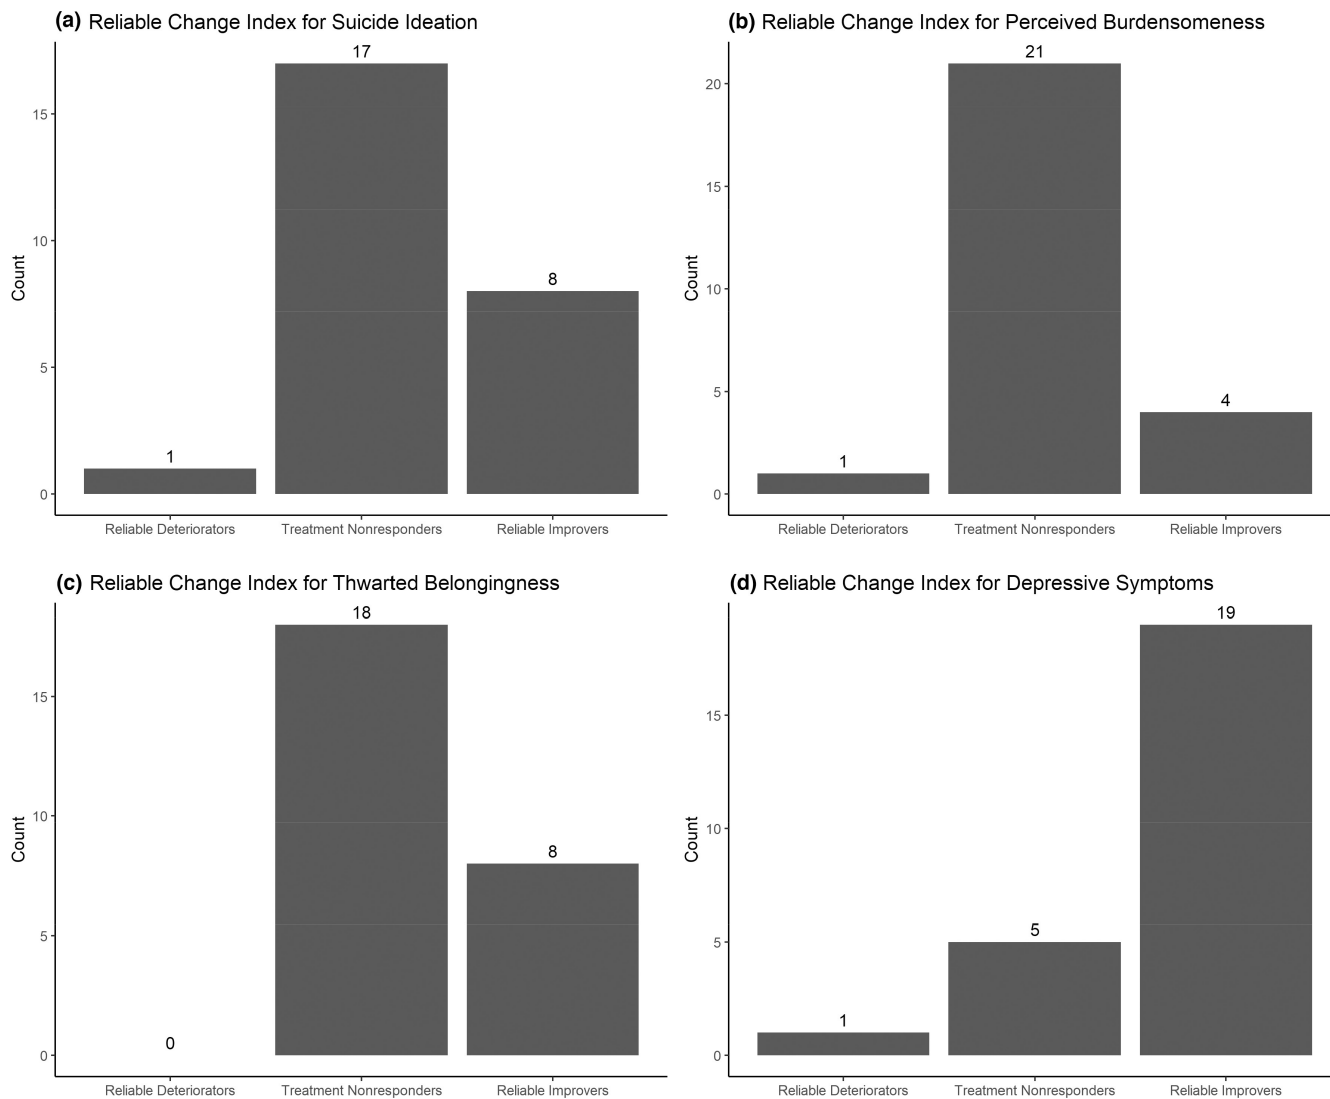 (a) Reliable Change Index for Suicide Ideation
17
15
10
8
5
1
0
Count
Reliable Deteriorators Treatment Nonresponders Reliable Improvers
(b) Reliable Change Index for Perceived Burdensomeness
21
20
15
10
5
4
1
0
Count
Reliable Deteriorators Treatment Nonresponders Reliable Improvers
(c) Reliable Change Index for Thwarted Belongingness
18
15
10
8
5
0
0
Count
Reliable Deteriorators Treatment Nonresponders Reliable Improvers
(d) Reliable Change Index for Depressive Symptoms
19
15
10
5
5
1
0
Count
Reliable Deteriorators Treatment Nonresponders Reliable Improvers